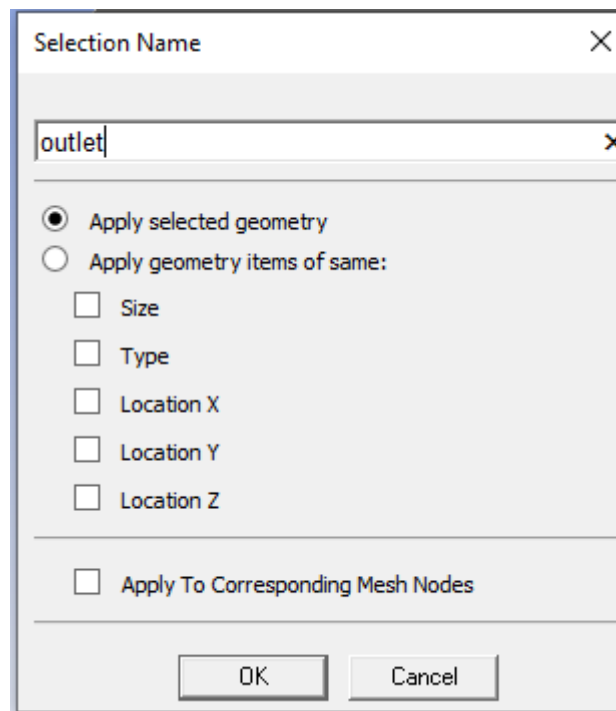 Selection Name
outlet
Apply selected geometry
Apply geometry items of same:
Size
Type
Location X
Location Y
Location Z
Apply To Corresponding Mesh Nodes
OK Cancel